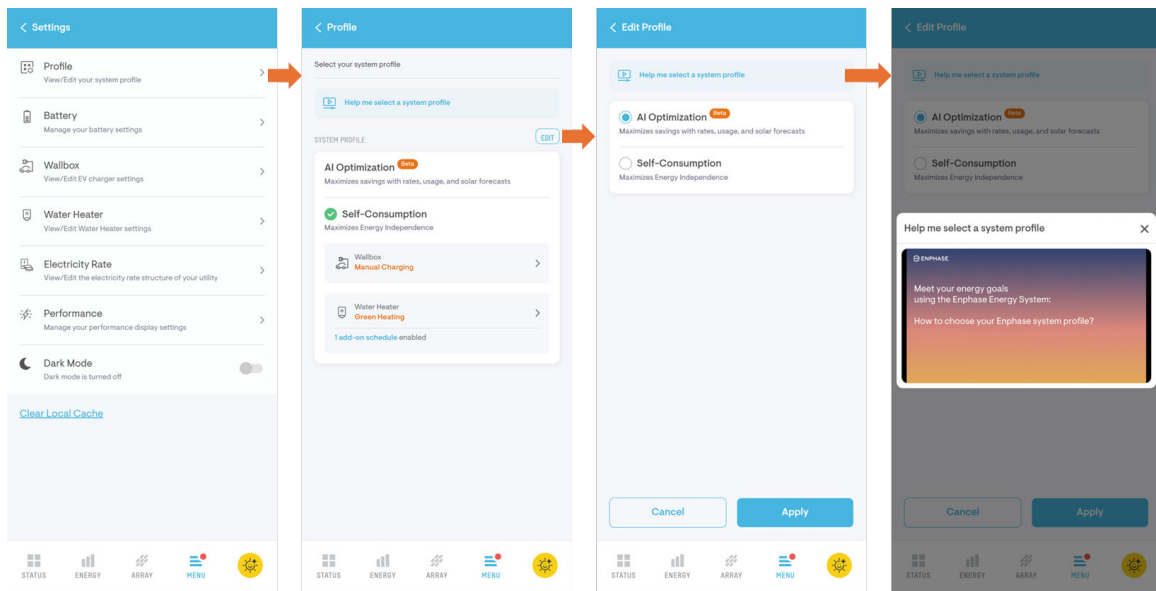 Settings
Profile
View/Edit your system profile
Battery
Manage your battery settings
Wallbox
View/Edit EV charger settings
Water Heater
View/Edit Water Heater settings
Electricity Rate
View/Edit the electricity rate structure of your utility
Performance
Manage your performance display settings
Dark Mode
Dark mode is turned off
Clear Local Cache
STATUS ENERGY ARRAY MENU
Profile
Select your system profile
Help me select a system profile
SYSTEM PROFILE EDIT
AI Optimization Beta
Maximizes savings with rates, usage, and solar forecasts
Self-Consumption
Maximizes Energy Independence
Wallbox
Manual Charging
Water Heater
Green Heating
1 add-on schedule enabled
STATUS ENERGY ARRAY MENU
Edit Profile
Help me select a system profile
AI Optimization Beta
Maximizes savings with rates, usage, and solar forecasts
Self-Consumption
Maximizes Energy Independence
Cancel Apply
STATUS ENERGY ARRAY MENU
Edit Profile
Help me select a system profile
AI Optimization Beta
Maximizes savings with rates, usage, and solar forecasts
Self-Consumption
Maximizes Energy Independence
Help me select a system profile
ENPHASE
Meet your energy goals
using the Enphase Energy System:
How to choose your Enphase system profile?
Cancel Apply
STATUS ENERGY ARRAY MENU